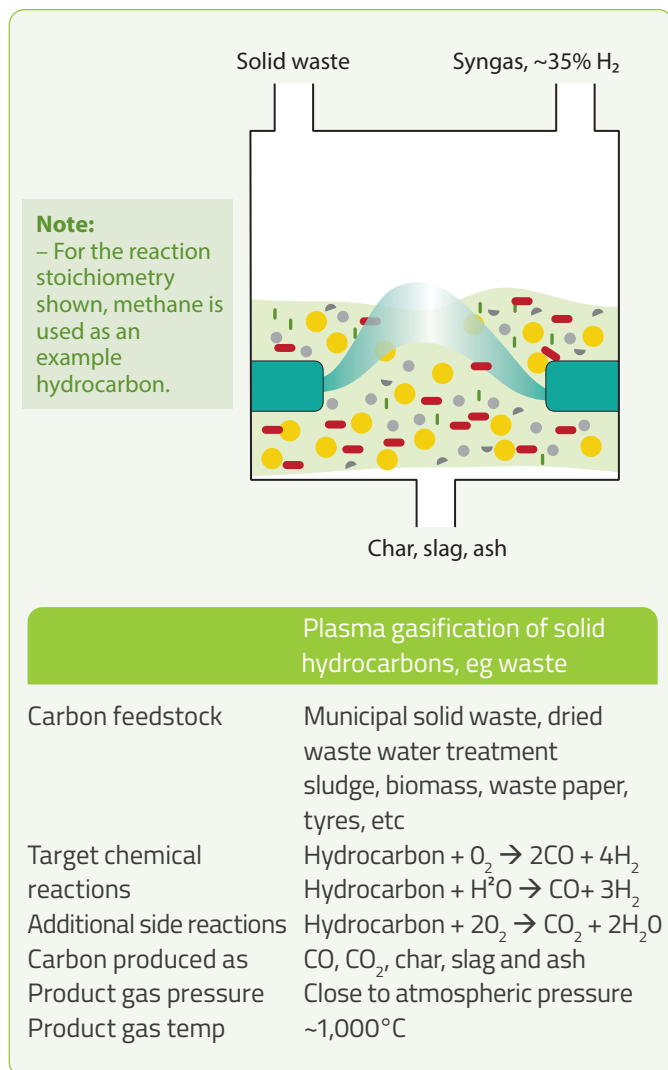 Solid waste
Syngas, ~35% H₂
Note:
– For the reaction
stoichiometry
shown, methane is
used as an
example
hydrocarbon.
Char, slag, ash
Plasma gasification of solid
hydrocarbons, eg waste
Carbon feedstock Municipal solid waste, dried
waste water treatment
sludge, biomass, waste paper,
tyres, etc
Target chemical Hydrocarbon + 0₂ → 2CO + 4H₂
reactions Hydrocarbon + H²O → CO+ 3H₂
Additional side reactions Hydrocarbon + 2O₂ → CO₂ + 2H₂0
Carbon produced as CO, CO₂, char, slag and ash
Product gas pressure Close to atmospheric pressure
Product gas temp ~1,000°C